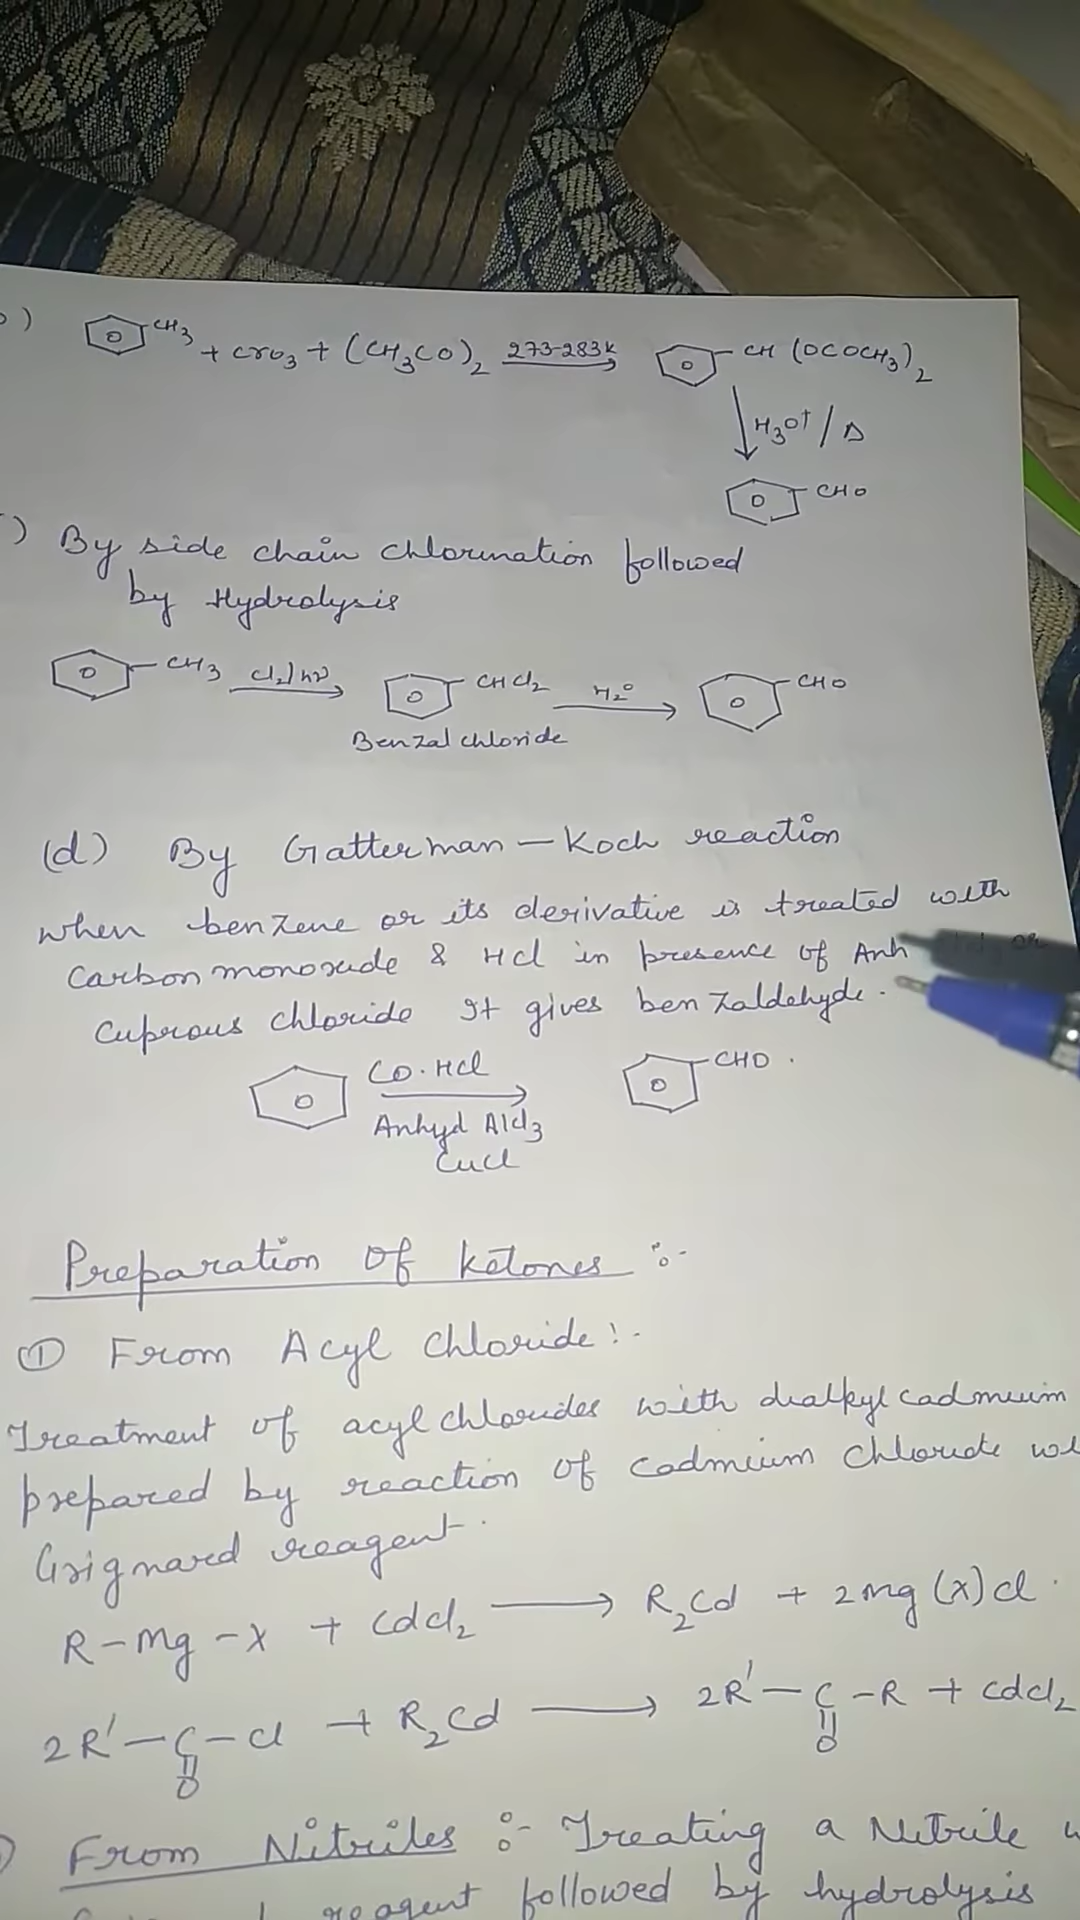 CH3 + CrO3 + (CH3CO)2 273-283K → CH (OCOCH3)2
H3O+ / Δ
CHO
) By side chain chlorination followed
by Hydrolysis
CH3 Cl2/hν → CHCl2 H2O → CHO
Benzal chloride
(d) By Gatterman – Koch reaction
when benzene or its derivative is treated with
Carbon monoxude & HCl in presence of Anh
Cuprous chloride It gives benzaldehyde.
CO.HCl → CHO .
Anhyd AlCl3
CuCl
Preparation of ketones :-
① From Acyl chloride :-
Treatment of acyl chlorides with dialkyl cadmium
prepared by reaction of cadmium chloride
Grignard reagent.
R-Mg-X + CdCl2 → R2Cd + 2Mg(X)Cl.
2R'-C-Cl + R2Cd → 2R'-C-R + CdCl2
O O
From Nitriles :- Treating a Nitrile
reagent followed by hydrolysis